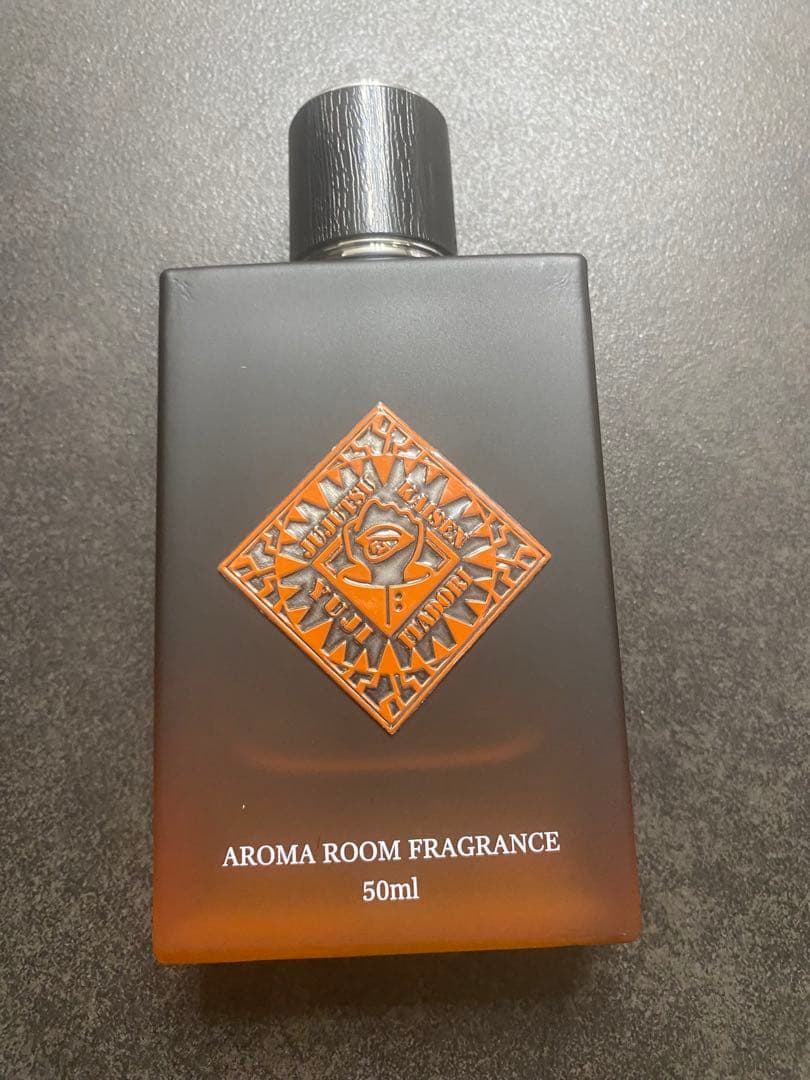 JUJUTSU KAISEN
YUJI ITADORI
AROMA ROOM FRAGRANCE
50ml